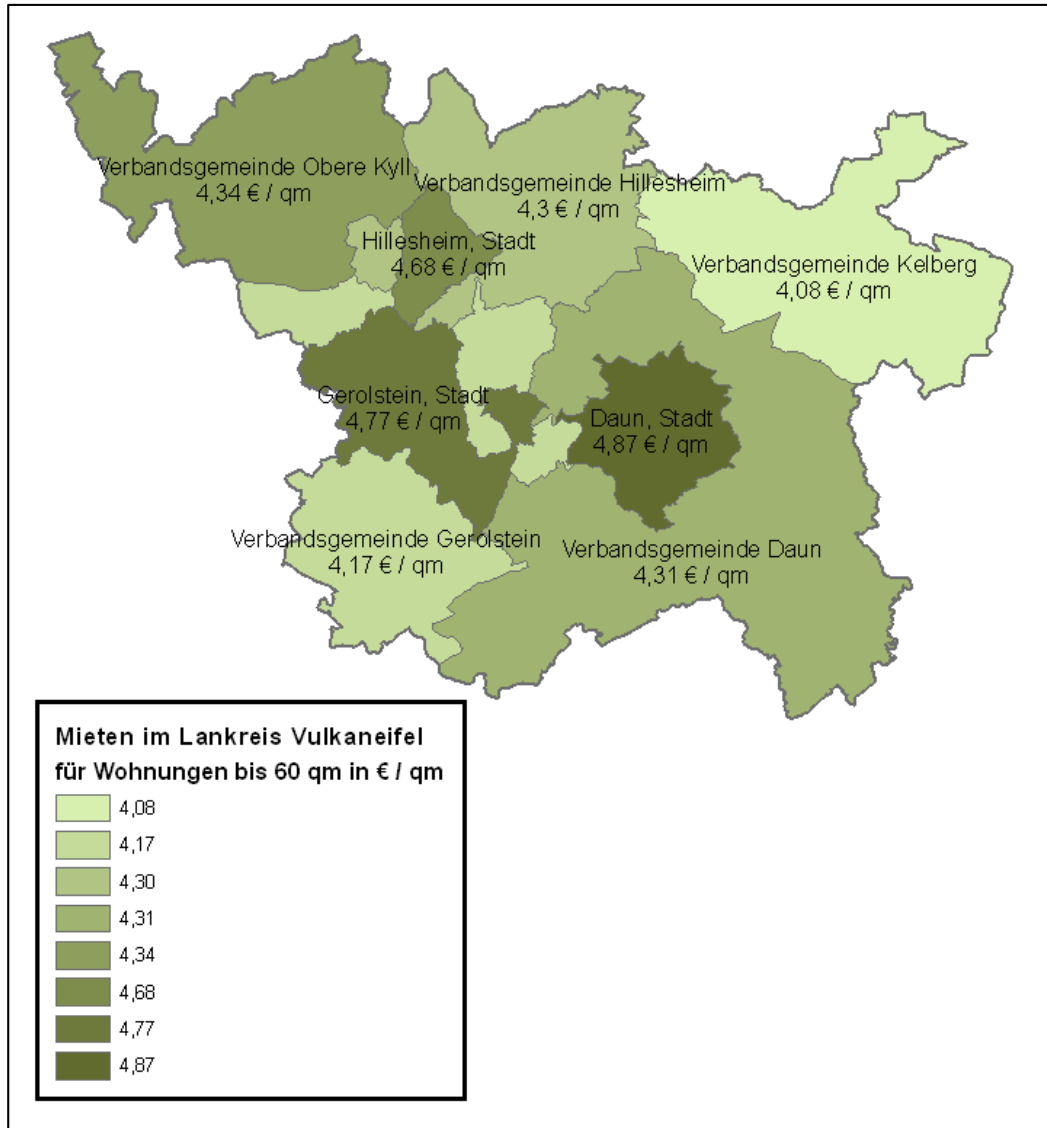 Verbandsgemeinde Obere Kyll
4,34 € / qm
Verbandsgemeinde Hillesheim
4,3 € / qm
Hillesheim, Stadt
4,68 € / qm
Verbandsgemeinde Kelberg
4,08 € / qm
Gerolstein, Stadt
4,77 € / qm
Daun, Stadt
4,87 € / qm
Verbandsgemeinde Gerolstein
4,17 € / qm
Verbandsgemeinde Daun
4,31 € / qm
Mieten im Lankreis Vulkaneifel
für Wohnungen bis 60 qm in € / qm
4,08
4,17
4,30
4,31
4,34
4,68
4,77
4,87